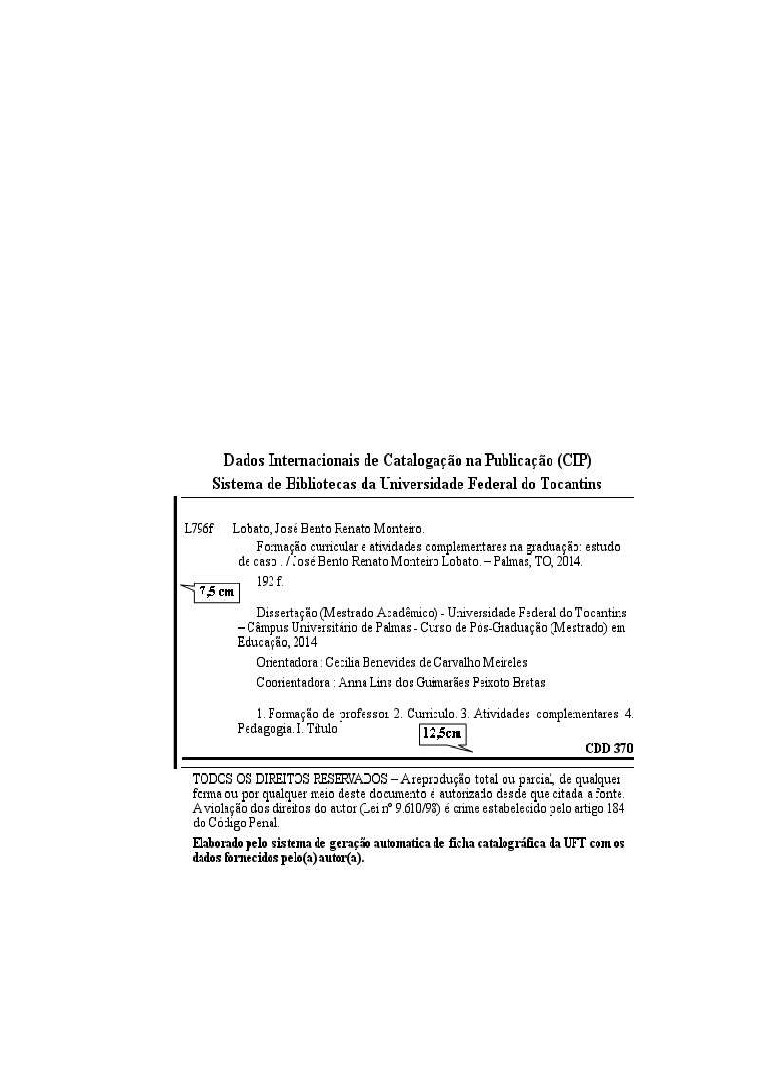 Dados Internacionais de Catalogação na Publicação (CIP)
Sistema de Bibliotecas da Universidade Federal do Tocantins
L796f Lobato, José Bento Renato Monteiro.
Formação curricular e atividades complementares na graduação: estudo
de caso . / José Bento Renato Monteiro Lobato. – Palmas, TO, 2014.
192 f.
7,5 cm
Dissertação (Mestrado Acadêmico) - Universidade Federal do Tocantins
– Câmpus Universitário de Palmas - Curso de Pós-Graduação (Mestrado) em
Educação, 2014
Orientadora : Cecilia Benevides de Carvalho Meireles
Coorientadora : Anna Lins dos Guimarães Peixoto Bretas
1. Formação de professor 2. Curriculo. 3. Atividades complementares 4.
Pedagogia. I. Título
12,5cm
CDD 370
TODOS OS DIREITOS RESERVADOS – A reprodução total ou parcial, de qualquer
forma ou por qualquer meio deste documento é autorizado desde que citada a fonte.
A violação dos direitos do autor (Lei nº 9.610/98) é crime estabelecido pelo artigo 184
do Código Penal.
Elaborado pelo sistema de geração automatica de ficha catalográfica da UFT com os
dados fornecidos pelo(a) autor(a).